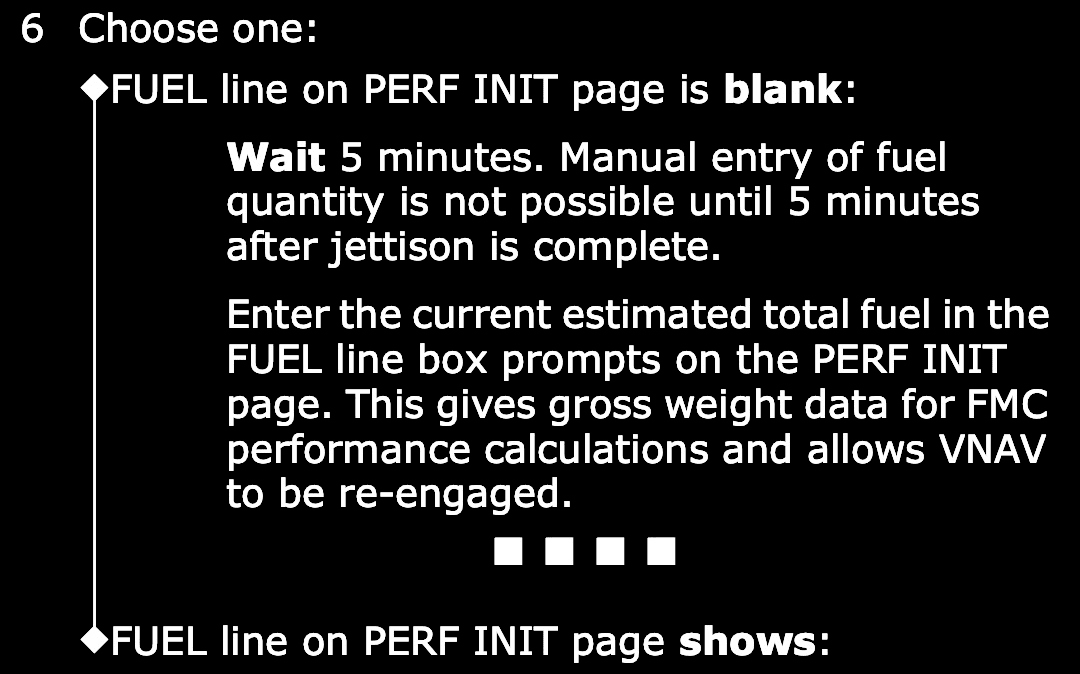 6 Choose one:
◆FUEL line on PERF INIT page is blank:
Wait 5 minutes. Manual entry of fuel
quantity is not possible until 5 minutes
after jettison is complete.
Enter the current estimated total fuel in the
FUEL line box prompts on the PERF INIT
page. This gives gross weight data for FMC
performance calculations and allows VNAV
to be re-engaged.
■ ■ ■ ■
◆FUEL line on PERF INIT page shows: